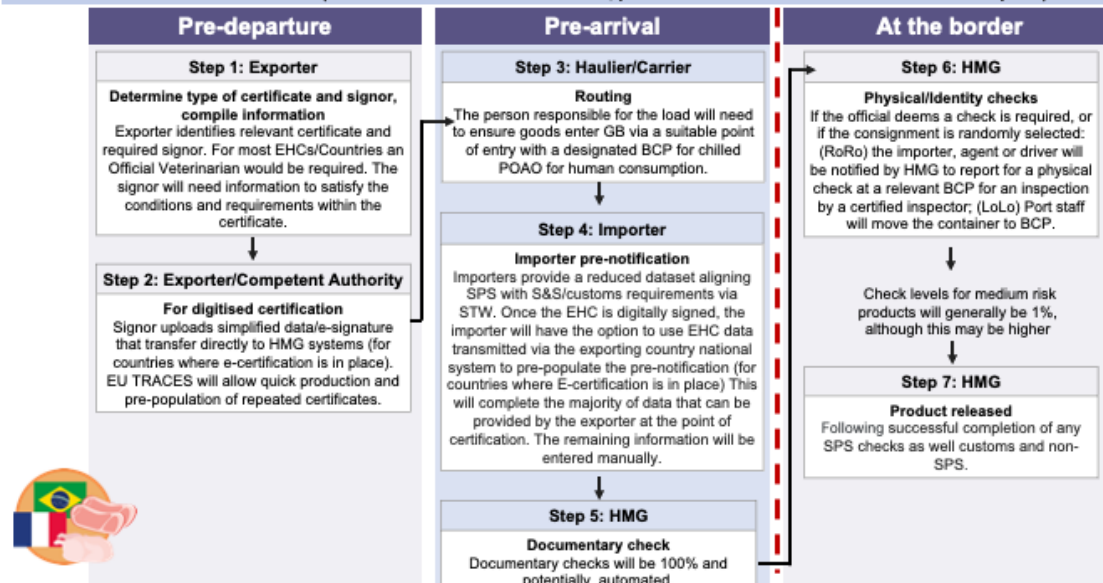 Pre-departure
Step 1: Exporter
Determine type of certificate and signor,
compile information
Exporter identifies relevant certificate and
required signor. For most EHCs/Countries an
Official Veterinarian would be required. The
signor will need information to satisfy the
conditions and requirements within the
certificate.
Step 2: Exporter/Competent Authority
For digitised certification
Signor uploads simplified data/e-signature
that transfer directly to HMG systems (for
countries where e-certification is in place).
EU TRACES will allow quick production and
pre-population of repeated certificates.
Pre-arrival
Step 3: Haulier/Carrier
Routing
The person responsible for the load will need
to ensure goods enter GB via a suitable point
of entry with a designated BCP for chilled
POAO for human consumption.
Step 4: Importer
Importer pre-notification
Importers provide a reduced dataset aligning
SPS with S&S/customs requirements via
STW. Once the EHC is digitally signed, the
importer will have the option to use EHC data
transmitted via the exporting country national
system to pre-populate the pre-notification (for
countries where E-certification is in place) This
will complete the majority of data that can be
provided by the exporter at the point of
certification. The remaining information will be
entered manually.
Step 5: HMG
Documentary check
Documentary checks will be 100% and
potentially, automated
At the border
Step 6: HMG
Physical/Identity checks
If the official deems a check is required, or
if the consignment is randomly selected:
(RoRo) the importer, agent or driver will
be notified by HMG to report for a physical
check at a relevant BCP for an inspection
by a certified inspector; (LoLo) Port staff
will move the container to BCP.
Check levels for medium risk
products will generally be 1%,
although this may be higher
Step 7: HMG
Product released
Following successful completion of any
SPS checks as well customs and non-
SPS.